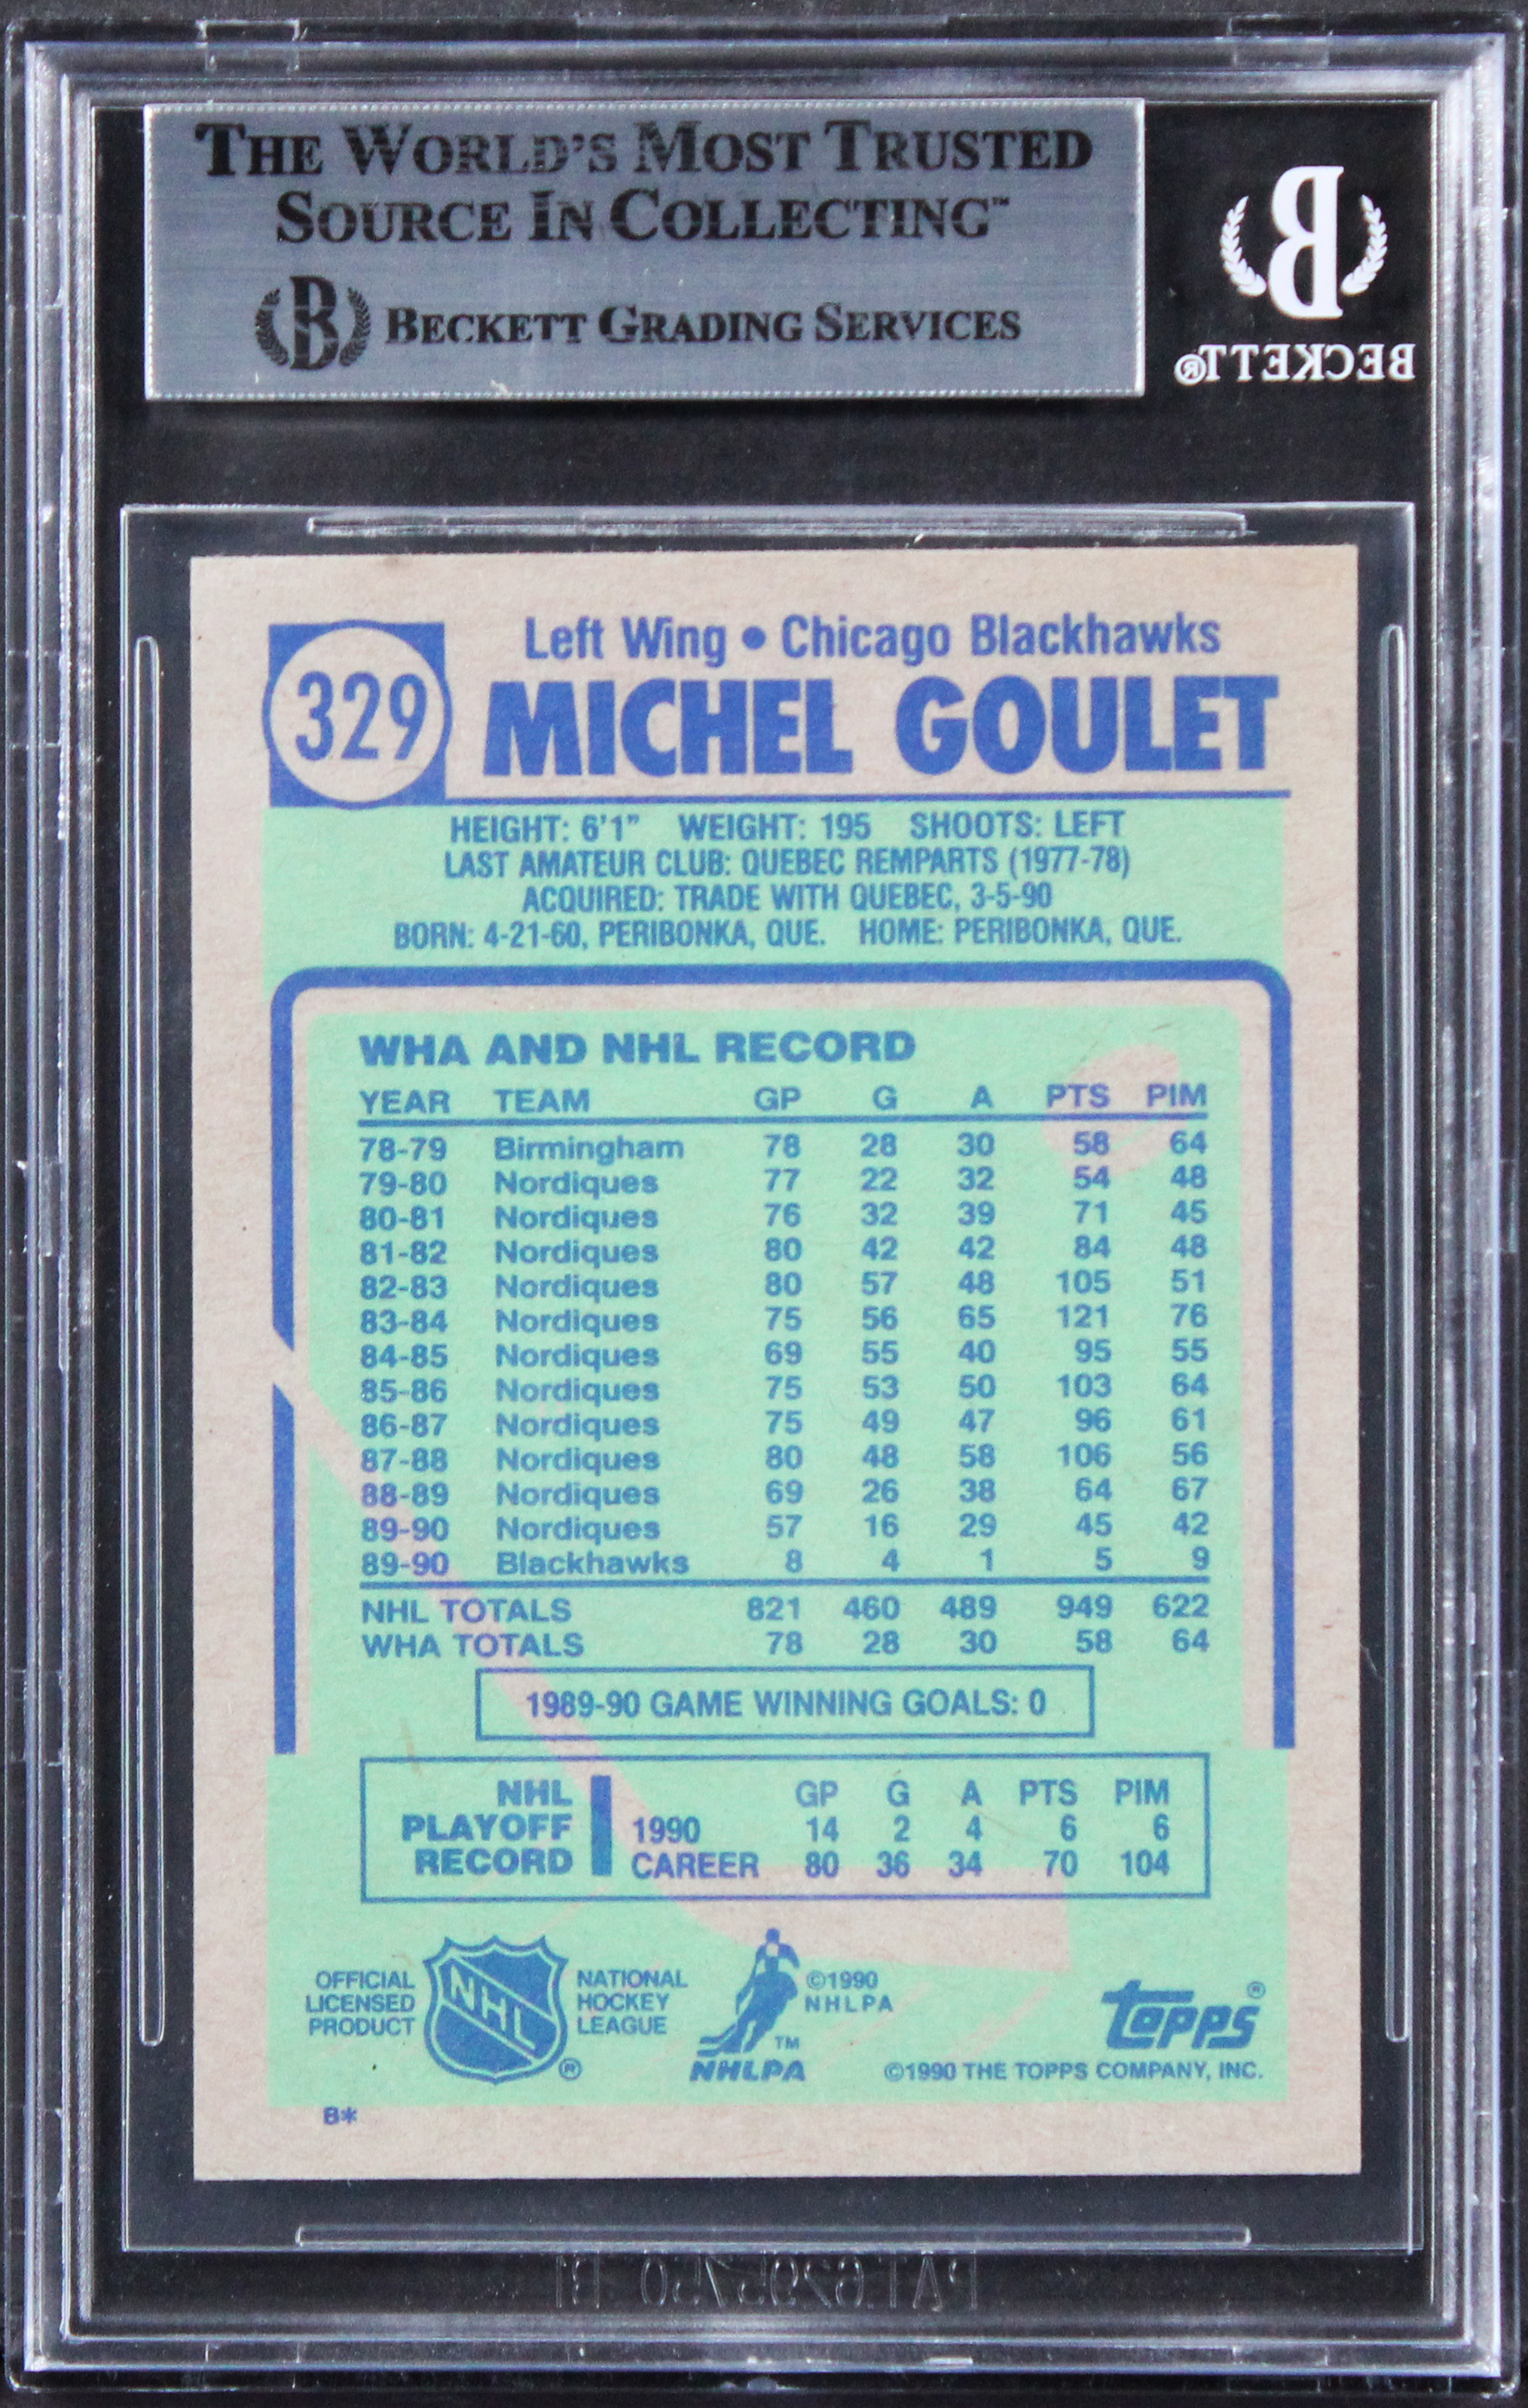 THE WORLD'S MOST TRUSTED
SOURCE IN COLLECTING™
B BECKETT GRADING SERVICES
B
BECKETT®
329
Left Wing • Chicago Blackhawks
MICHEL GOULET
HEIGHT: 6'1" WEIGHT: 195 SHOOTS: LEFT
LAST AMATEUR CLUB: QUEBEC REMPARTS (1977-78)
ACQUIRED: TRADE WITH QUEBEC, 3-5-90
BORN: 4-21-60, PERIBONKA, QUE. HOME: PERIBONKA, QUE.
WHA AND NHL RECORD
YEAR TEAM GP G A PTS PIM
78-79 Birmingham 78 28 30 58 64
79-80 Nordiques 77 22 32 54 48
80-81 Nordiques 76 32 39 71 45
81-82 Nordiques 80 42 42 84 48
82-83 Nordiques 80 57 48 105 51
83-84 Nordiques 75 56 65 121 76
84-85 Nordiques 69 55 40 95 55
85-86 Nordiques 75 53 50 103 64
86-87 Nordiques 75 49 47 96 61
87-88 Nordiques 80 48 58 106 56
88-89 Nordiques 69 26 38 64 67
89-90 Nordiques 57 16 29 45 42
89-90 Blackhawks 8 4 1 5 9
NHL TOTALS 821 460 489 949 622
WHA TOTALS 78 28 30 58 64
1989-90 GAME WINNING GOALS: 0
NHL PLAYOFF RECORD
GP G A PTS PIM
1990 14 2 4 6 6
CAREER 80 36 34 70 104
OFFICIAL
LICENSED
PRODUCT
NHL
®
NATIONAL
HOCKEY
LEAGUE
™
NHLPA
©1990
NHLPA
topps®
©1990 THE TOPPS COMPANY, INC.
B*